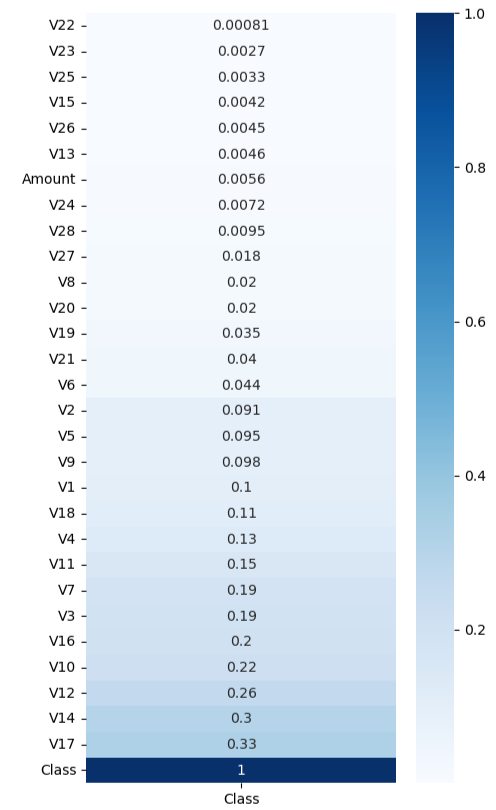 V22 0.00081
V23 0.0027
V25 0.0033
V15 0.0042
V26 0.0045
V13 0.0046
Amount 0.0056
V24 0.0072
V28 0.0095
V27 0.018
V8 0.02
V20 0.02
V19 0.035
V21 0.04
V6 0.044
V2 0.091
V5 0.095
V9 0.098
V1 0.1
V18 0.11
V4 0.13
V11 0.15
V7 0.19
V3 0.19
V16 0.2
V10 0.22
V12 0.26
V14 0.3
V17 0.33
Class 1
Class
1.0
0.8
0.6
0.4
0.2